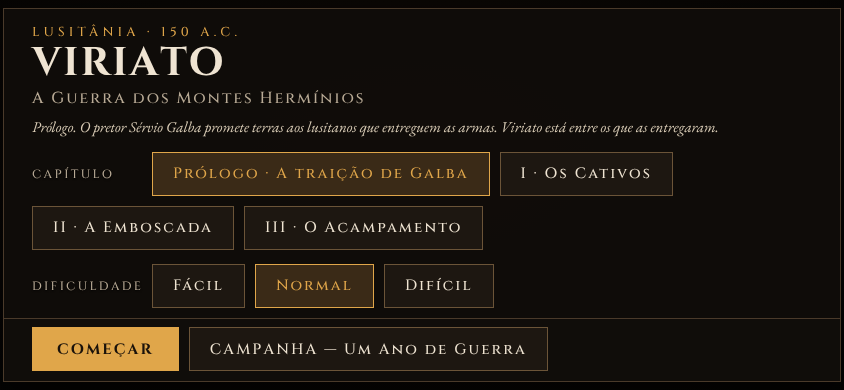 LUSITÂNIA · 150 A.C.
VIRIATO
A Guerra dos Montes Hermínios
Prólogo. O pretor Sérvio Galba promete terras aos lusitanos que entreguem as armas. Viriato está entre os que as entregaram.
CAPÍTULO Prólogo · A traição de Galba I · Os Cativos
II · A Emboscada III · O Acampamento
DIFICULDADE Fácil Normal Difícil
COMEÇAR CAMPANHA — Um Ano de Guerra